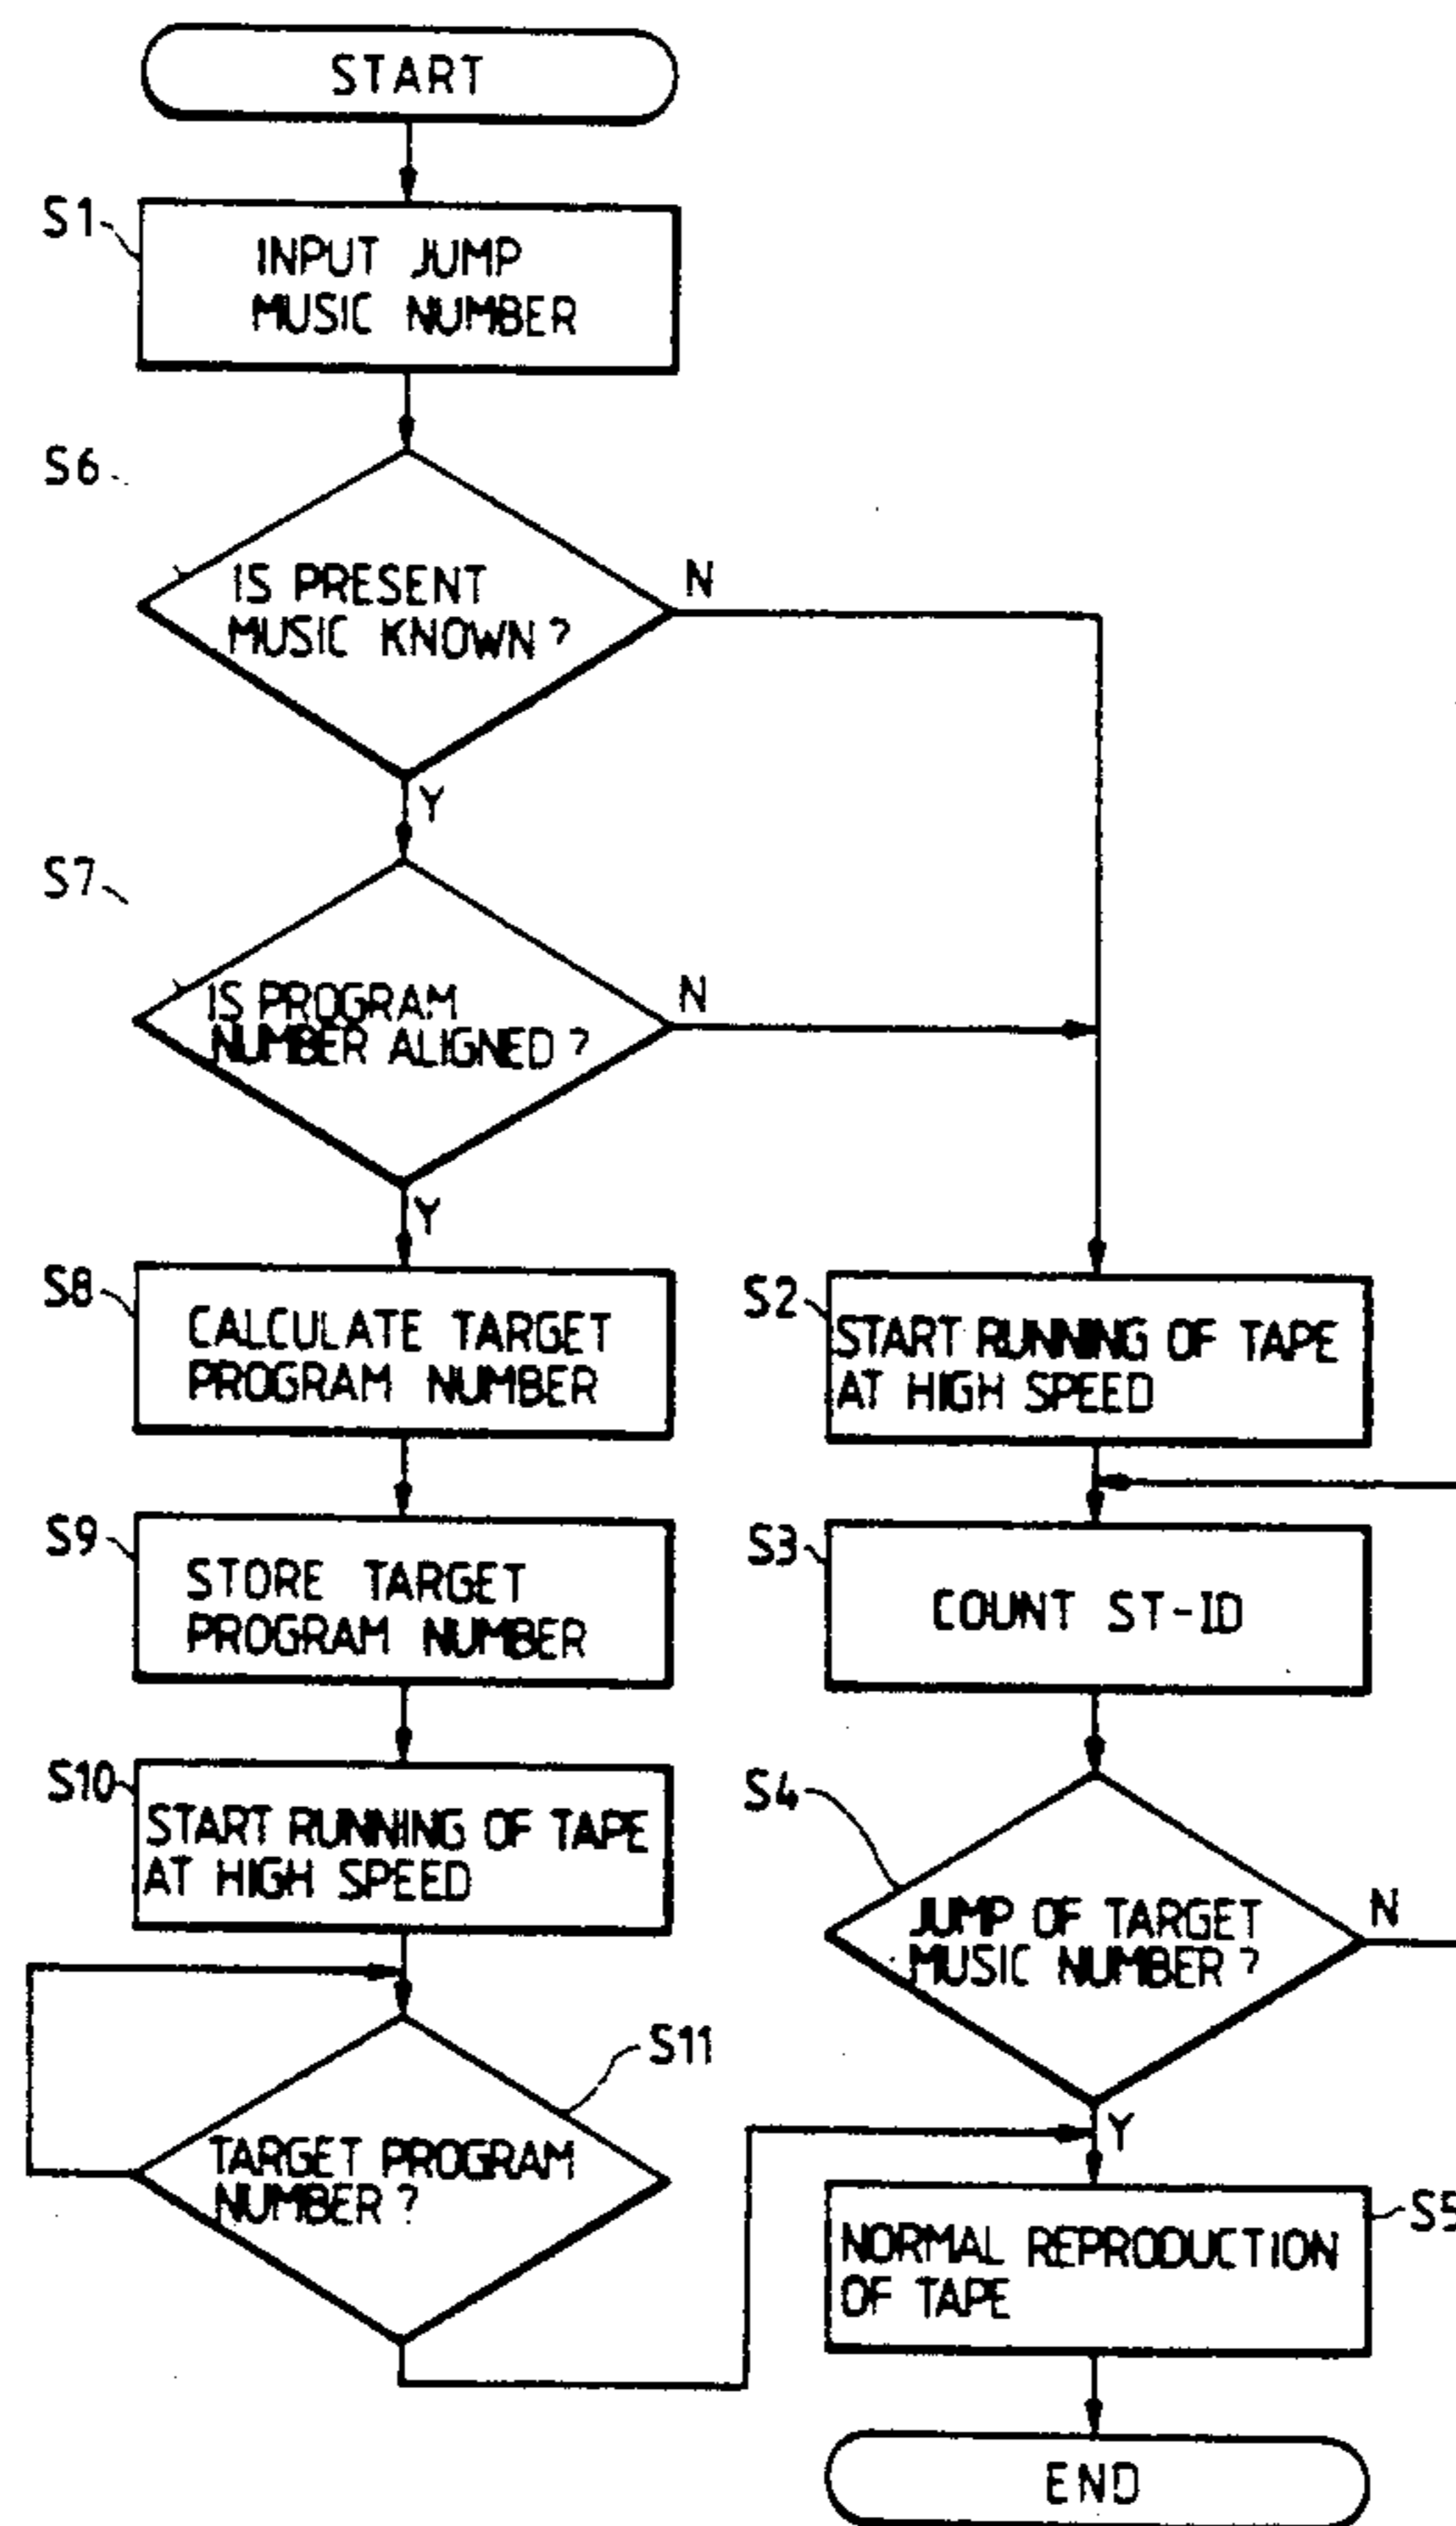 START
S1
INPUT JUMP
MUSIC NUMBER
S6
IS PRESENT
MUSIC KNOWN?
N
Y
S7
IS PROGRAM
NUMBER ALIGNED?
N
Y
S8
CALCULATE TARGET
PROGRAM NUMBER
S9
STORE TARGET
PROGRAM NUMBER
S10
START RUNNING OF TAPE
AT HIGH SPEED
S11
TARGET PROGRAM
NUMBER?
S2
START RUNNING OF TAPE
AT HIGH SPEED
S3
COUNT ST-ID
S4
JUMP OF TARGET
MUSIC NUMBER?
N
Y
S5
NORMAL REPRODUCTION
OF TAPE
END